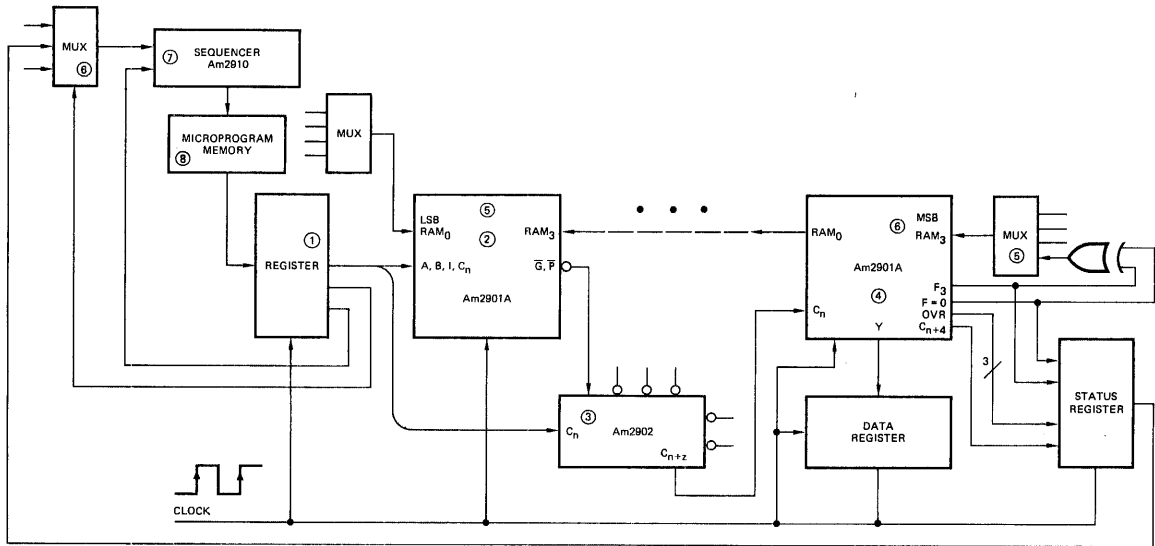 MUX
⑥
⑦
SEQUENCER
Am2910
MICROPROGRAM
MEMORY
⑧
MUX
①
REGISTER
⑤
LSB
RAM0
②
RAM3
A, B, I, Cn
G̅, P̅
Am2901A
• • •
MSB
RAM0
⑥
RAM3
Am2901A
④
F3
F = 0
OVR
Cn
Cn+4
Y
MUX
⑤
3
③
Cn
Am2902
Cn+z
DATA
REGISTER
STATUS
REGISTER
CLOCK